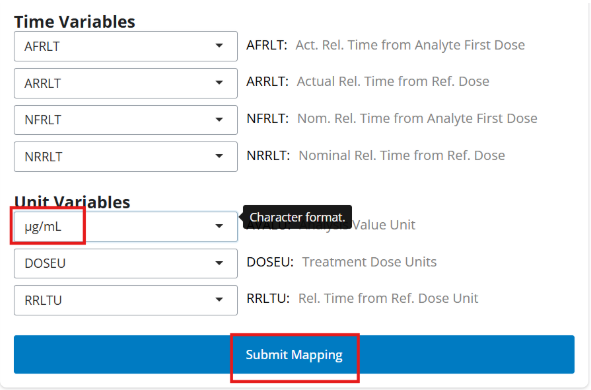 Time Variables
AFRLT AFRLT: Act. Rel. Time from Analyte First Dose
ARRLT ARRLT: Actual Rel. Time from Ref. Dose
NFRLT NFRLT: Nom. Rel. Time from Analyte First Dose
NRRLT NRRLT: Nominal Rel. Time from Ref. Dose
Unit Variables
µg/mL Character format. Value Unit
DOSEU DOSEU: Treatment Dose Units
RRLTU RRLTU: Rel. Time from Ref. Dose Unit
Submit Mapping